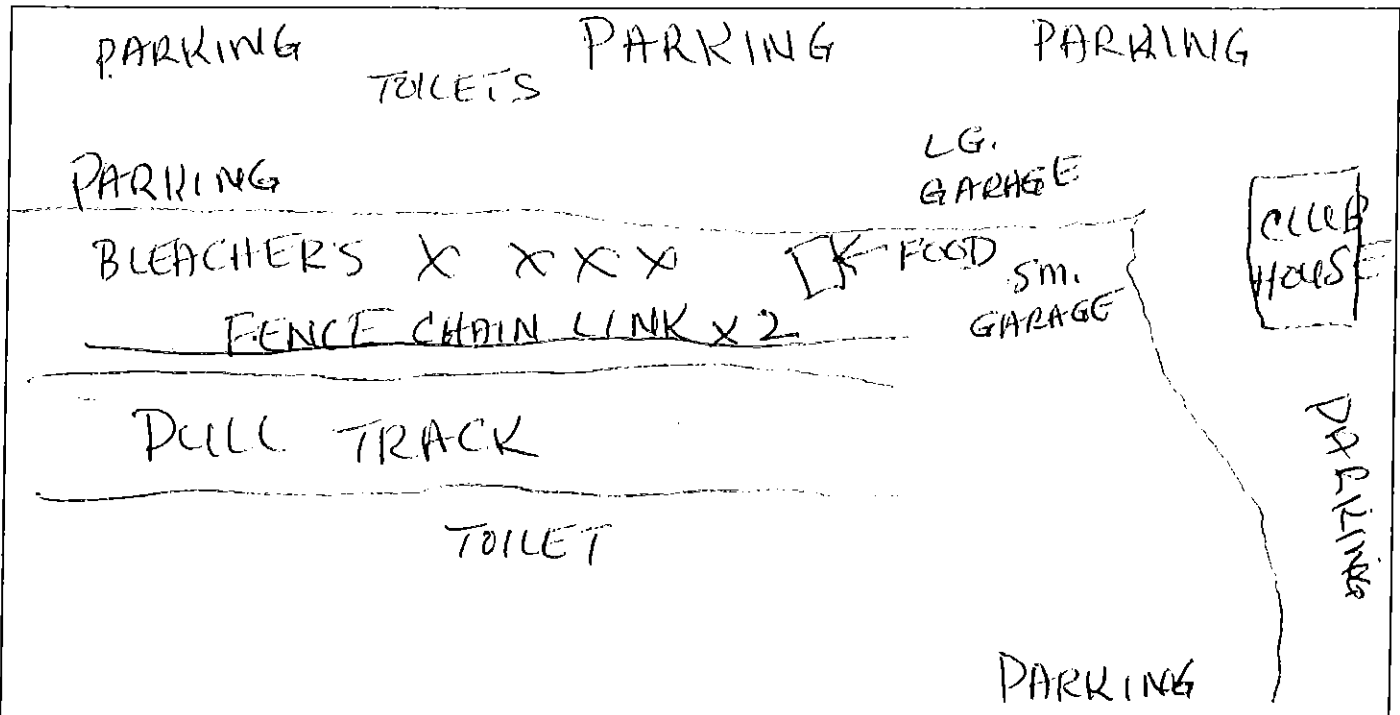 PARKING PARKING PARKING
TOILETS
LG.
GARAGE
PARKING
CLUB
HOUSE
BLEACHERS X X X X FOOD
SM.
GARAGE
FENCE CHAIN LINK X 2
PULL TRACK
PARKING
TOILET
PARKING